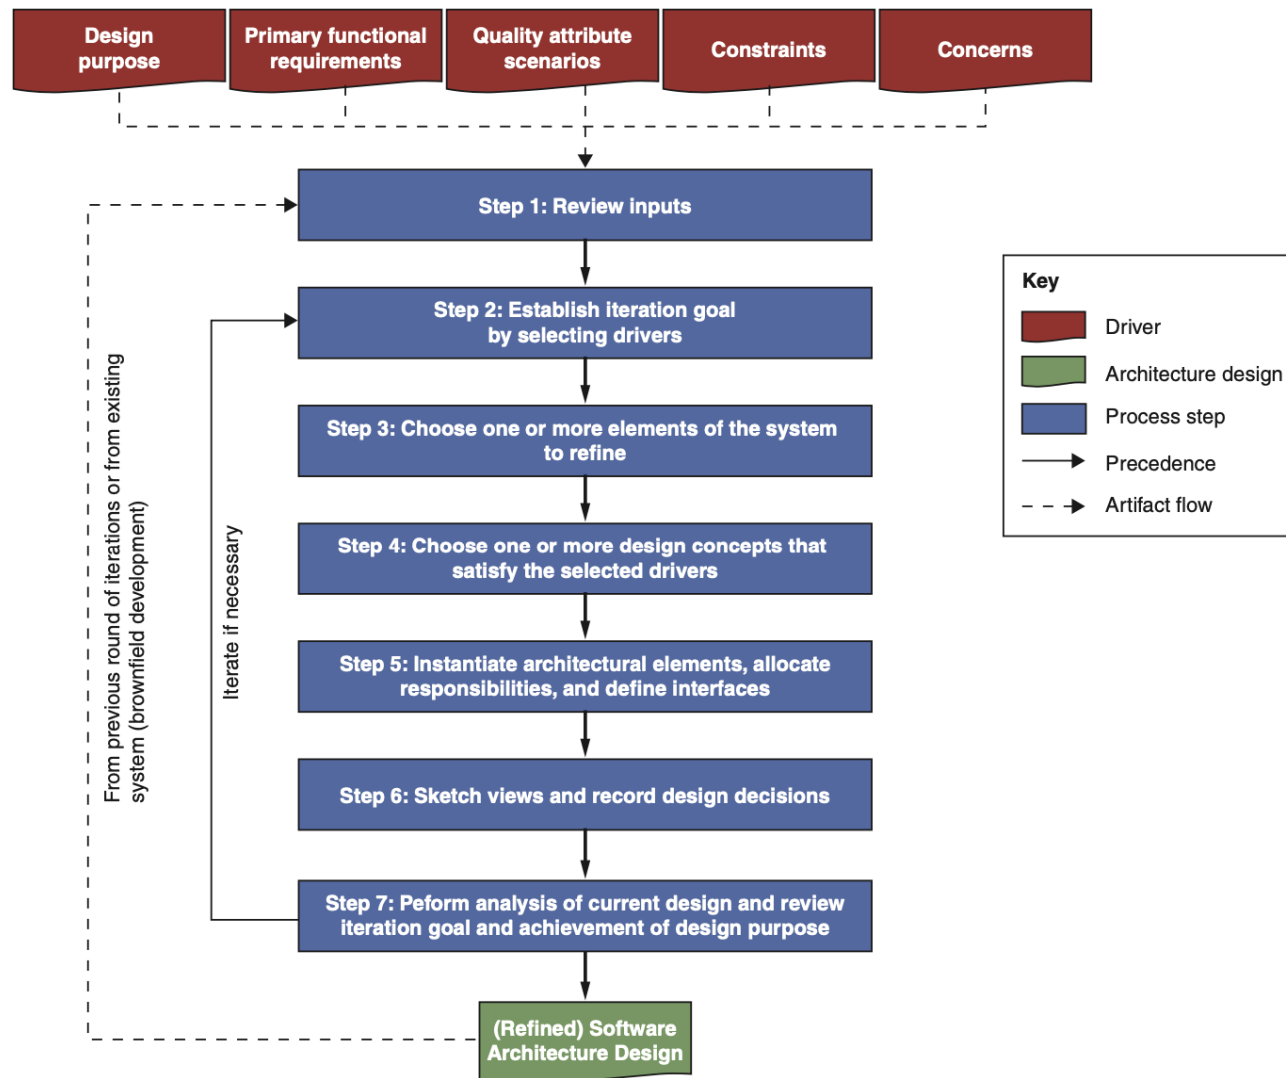 Design
purpose
Primary functional
requirements
Quality attribute
scenarios
Constraints
Concerns
Step 1: Review inputs
Step 2: Establish iteration goal
by selecting drivers
Step 3: Choose one or more elements of the system
to refine
Step 4: Choose one or more design concepts that
satisfy the selected drivers
Step 5: Instantiate architectural elements, allocate
responsibilities, and define interfaces
Step 6: Sketch views and record design decisions
Step 7: Peform analysis of current design and review
iteration goal and achievement of design purpose
(Refined) Software
Architecture Design
From previous round of iterations or from existing
system (brownfield development)
Iterate if necessary
Key
Driver
Architecture design
Process step
Precedence
Artifact flow